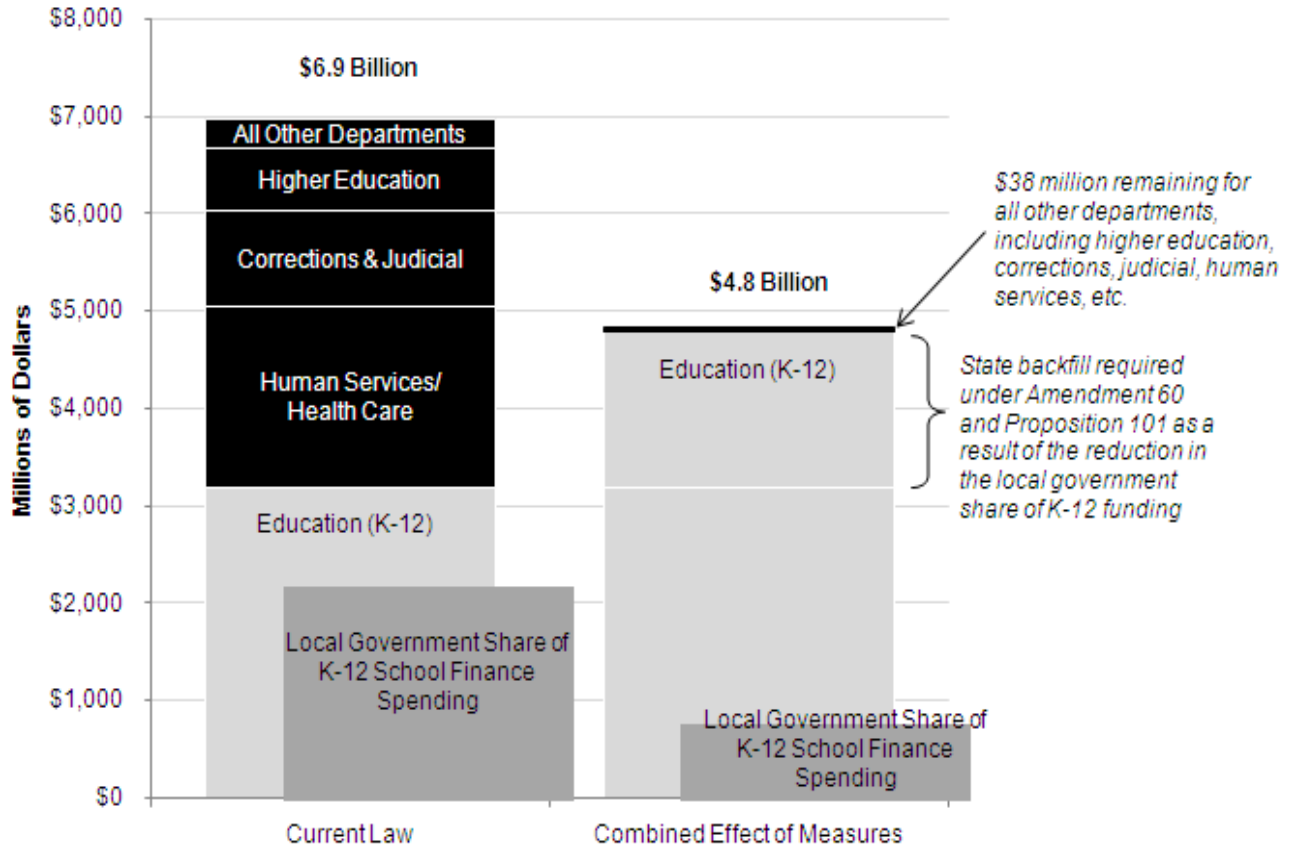 $8,000
$7,000
$6,000
$5,000
$4,000
$3,000
$2,000
$1,000
$0
Millions of Dollars
$6.9 Billion
All Other Departments
Higher Education
Corrections & Judicial
Human Services/
Health Care
Education (K-12)
Local Government Share of
K-12 School Finance
Spending
Current Law
$4.8 Billion
Education (K-12)
Local Government Share of
K-12 School Finance
Spending
Combined Effect of Measures
$38 million remaining for
all other departments,
including higher education,
corrections, judicial, human
services, etc.
State backfill required
under Amendment 60
and Proposition 101 as a
result of the reduction in
the local government
share of K-12 funding